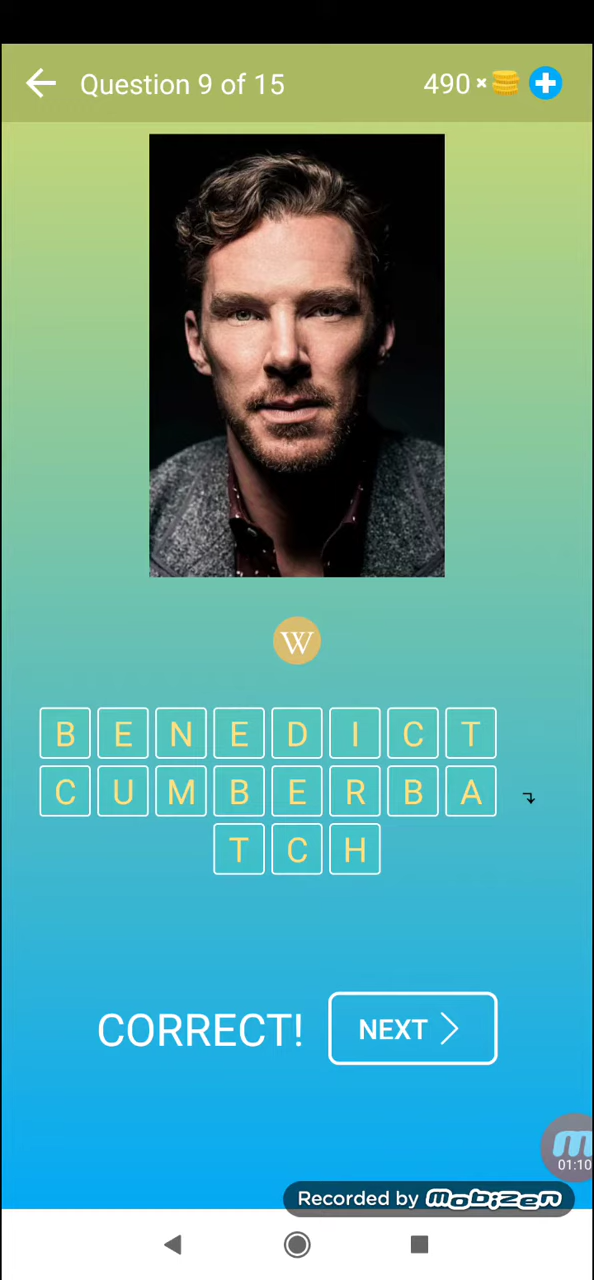 Question 9 of 15
490 ×
W
BENEDICT
CUMBERBA
TCH
CORRECT!
NEXT
01:10
Recorded by mobizen